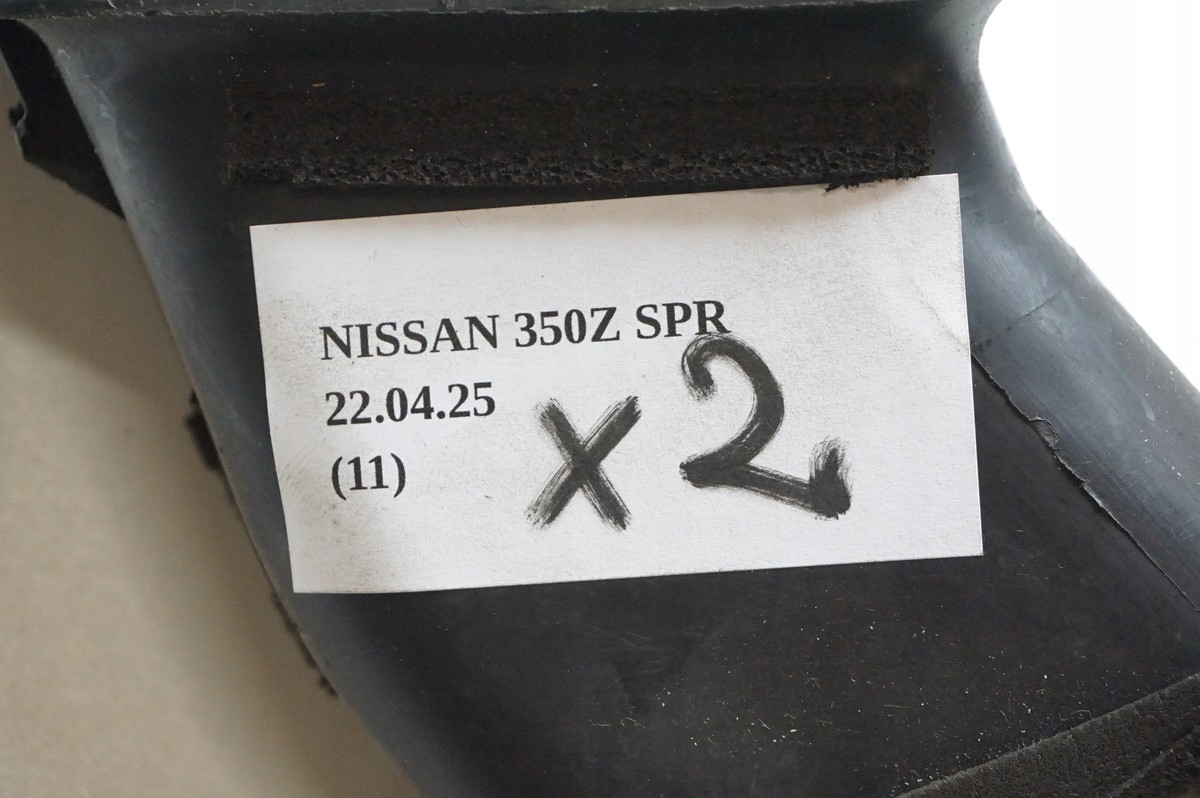 NISSAN 350Z SPR
22.04.25
(11)
x2